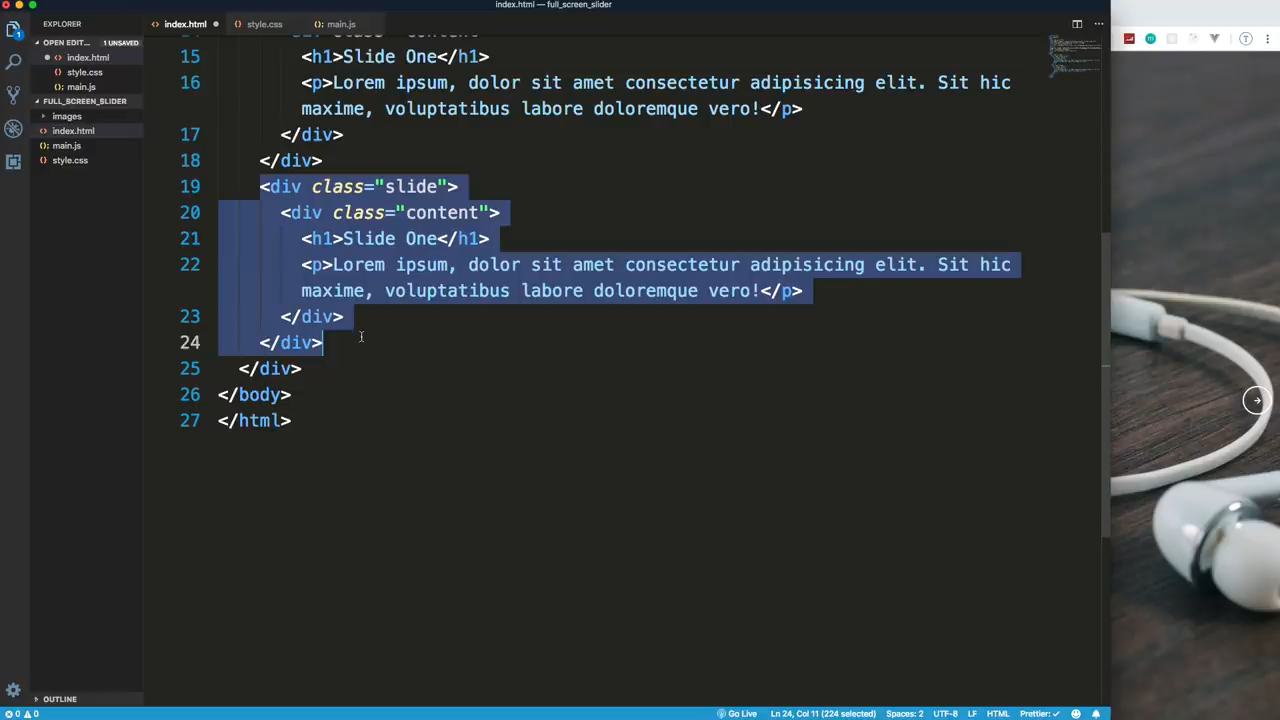 index.html — full_screen_slider
EXPLORER
index.html
style.css
main.js
OPEN EDIT... 1 UNSAVED
index.html
style.css
main.js
FULL_SCREEN_SLIDER
images
index.html
main.js
style.css
15 <h1>Slide One</h1>
16 <p>Lorem ipsum, dolor sit amet consectetur adipisicing elit. Sit hic
maxime, voluptatibus labore doloremque vero!</p>
17 </div>
18 </div>
19 <div class="slide">
20 <div class="content">
21 <h1>Slide One</h1>
22 <p>Lorem ipsum, dolor sit amet consectetur adipisicing elit. Sit hic
maxime, voluptatibus labore doloremque vero!</p>
23 </div>
24 </div>
25 </div>
26 </body>
27 </html>
OUTLINE
0 0 Go Live Ln 24, Col 11 (224 selected) Spaces: 2 UTF-8 LF HTML Prettier: ✓